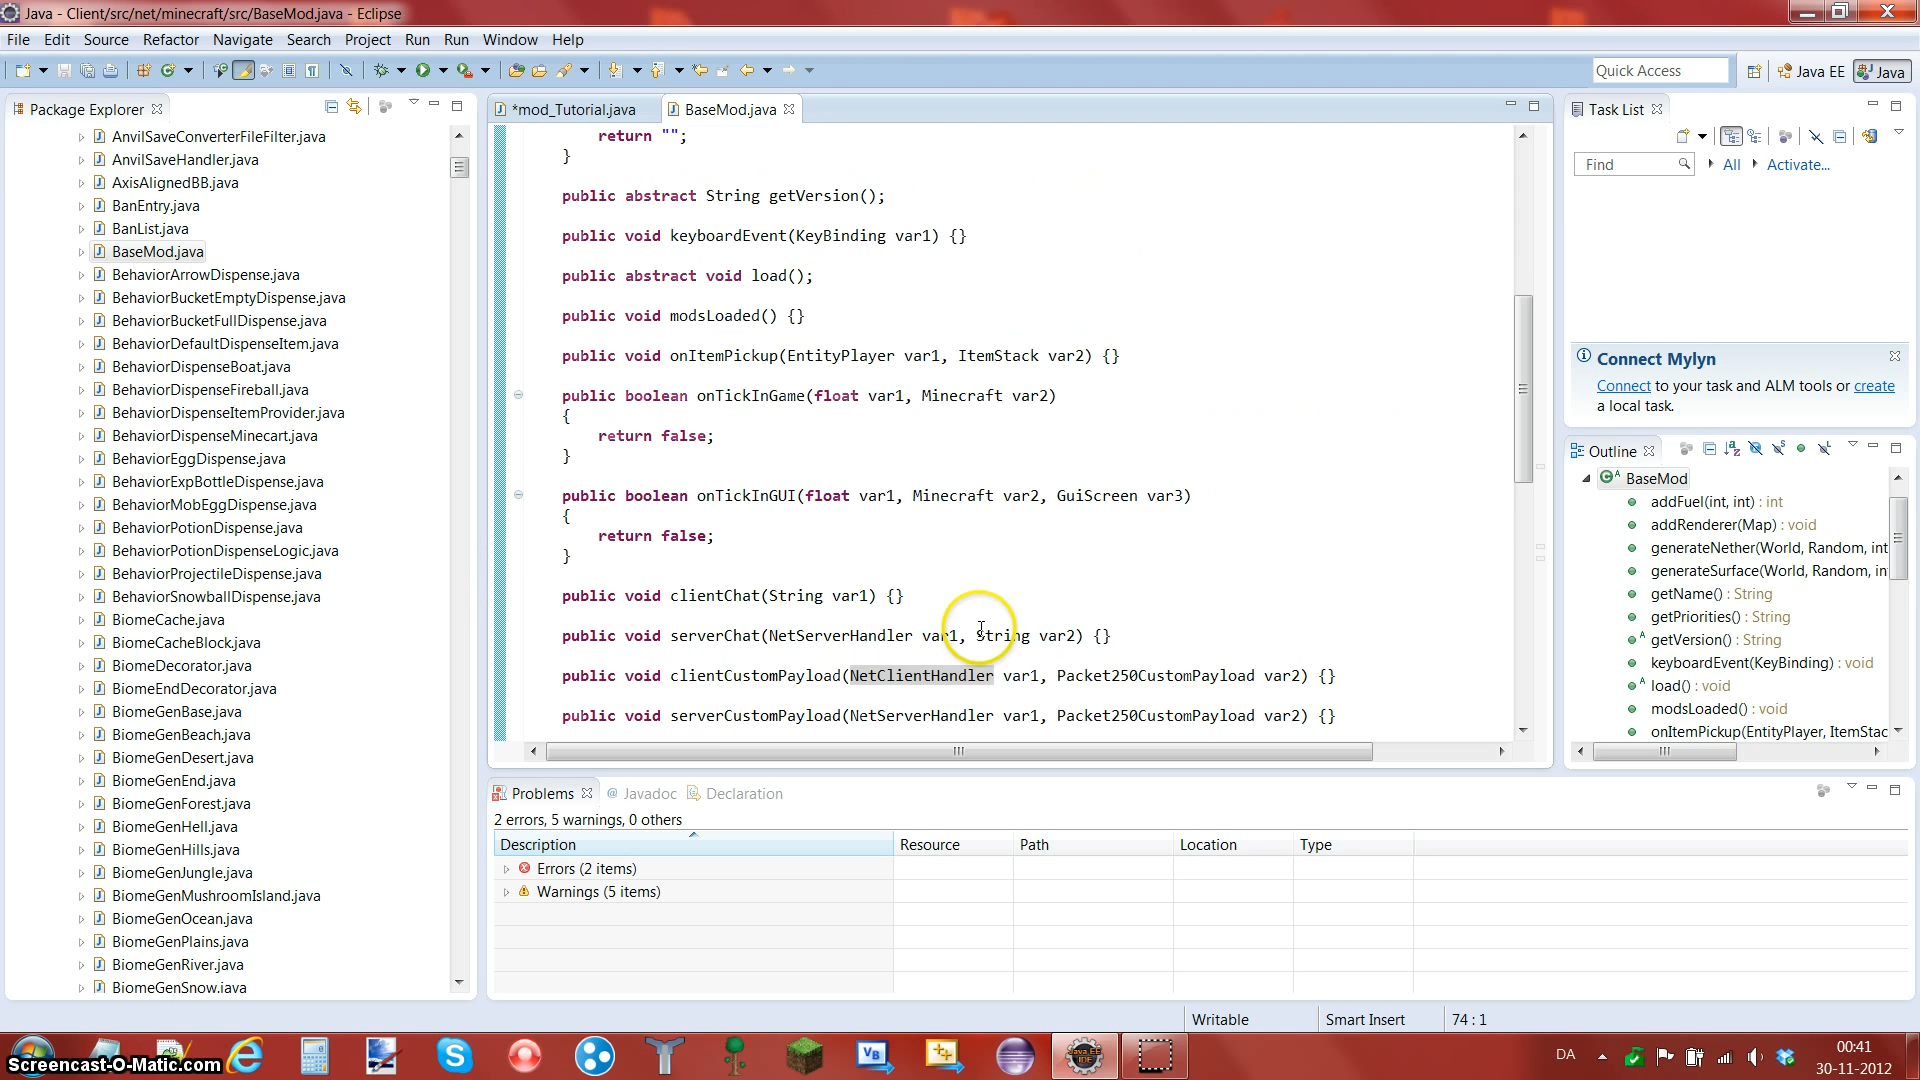 Java - Client/src/net/minecraft/src/BaseMod.java - Eclipse
File Edit Source Refactor Navigate Search Project Run Run Window Help
Quick Access
Java EE
Java
Package Explorer
AnvilSaveConverterFileFilter.java
AnvilSaveHandler.java
AxisAlignedBB.java
BanEntry.java
BanList.java
BaseMod.java
BehaviorArrowDispense.java
BehaviorBucketEmptyDispense.java
BehaviorBucketFullDispense.java
BehaviorDefaultDispenseItem.java
BehaviorDispenseBoat.java
BehaviorDispenseFireball.java
BehaviorDispenseItemProvider.java
BehaviorDispenseMinecart.java
BehaviorEggDispense.java
BehaviorExpBottleDispense.java
BehaviorMobEggDispense.java
BehaviorPotionDispense.java
BehaviorPotionDispenseLogic.java
BehaviorProjectileDispense.java
BehaviorSnowballDispense.java
BiomeCache.java
BiomeCacheBlock.java
BiomeDecorator.java
BiomeEndDecorator.java
BiomeGenBase.java
BiomeGenBeach.java
BiomeGenDesert.java
BiomeGenEnd.java
BiomeGenForest.java
BiomeGenHell.java
BiomeGenHills.java
BiomeGenJungle.java
BiomeGenMushroomIsland.java
BiomeGenOcean.java
BiomeGenPlains.java
BiomeGenRiver.java
BiomeGenSnow.java
*mod_Tutorial.java
BaseMod.java
return "";
}
public abstract String getVersion();
public void keyboardEvent(KeyBinding var1) {}
public abstract void load();
public void modsLoaded() {}
public void onItemPickup(EntityPlayer var1, ItemStack var2) {}
public boolean onTickInGame(float var1, Minecraft var2)
{
return false;
}
public boolean onTickInGUI(float var1, Minecraft var2, GuiScreen var3)
{
return false;
}
public void clientChat(String var1) {}
public void serverChat(NetServerHandler var1, String var2) {}
public void clientCustomPayload(NetClientHandler var1, Packet250CustomPayload var2) {}
public void serverCustomPayload(NetServerHandler var1, Packet250CustomPayload var2) {}
Task List
Find
All
Activate...
Connect Mylyn
Connect to your task and ALM tools or create
a local task.
Outline
BaseMod
addFuel(int, int) : int
addRenderer(Map) : void
generateNether(World, Random, int
generateSurface(World, Random, in
getName() : String
getPriorities() : String
getVersion() : String
keyboardEvent(KeyBinding) : void
load() : void
modsLoaded() : void
onItemPickup(EntityPlayer, ItemStac
Problems
@ Javadoc
Declaration
2 errors, 5 warnings, 0 others
Description Resource Path Location Type
Errors (2 items)
Warnings (5 items)
Writable
Smart Insert
74 : 1
Screencast-O-Matic.com
VB
Java EE
IDE
DA
00:41
30-11-2012